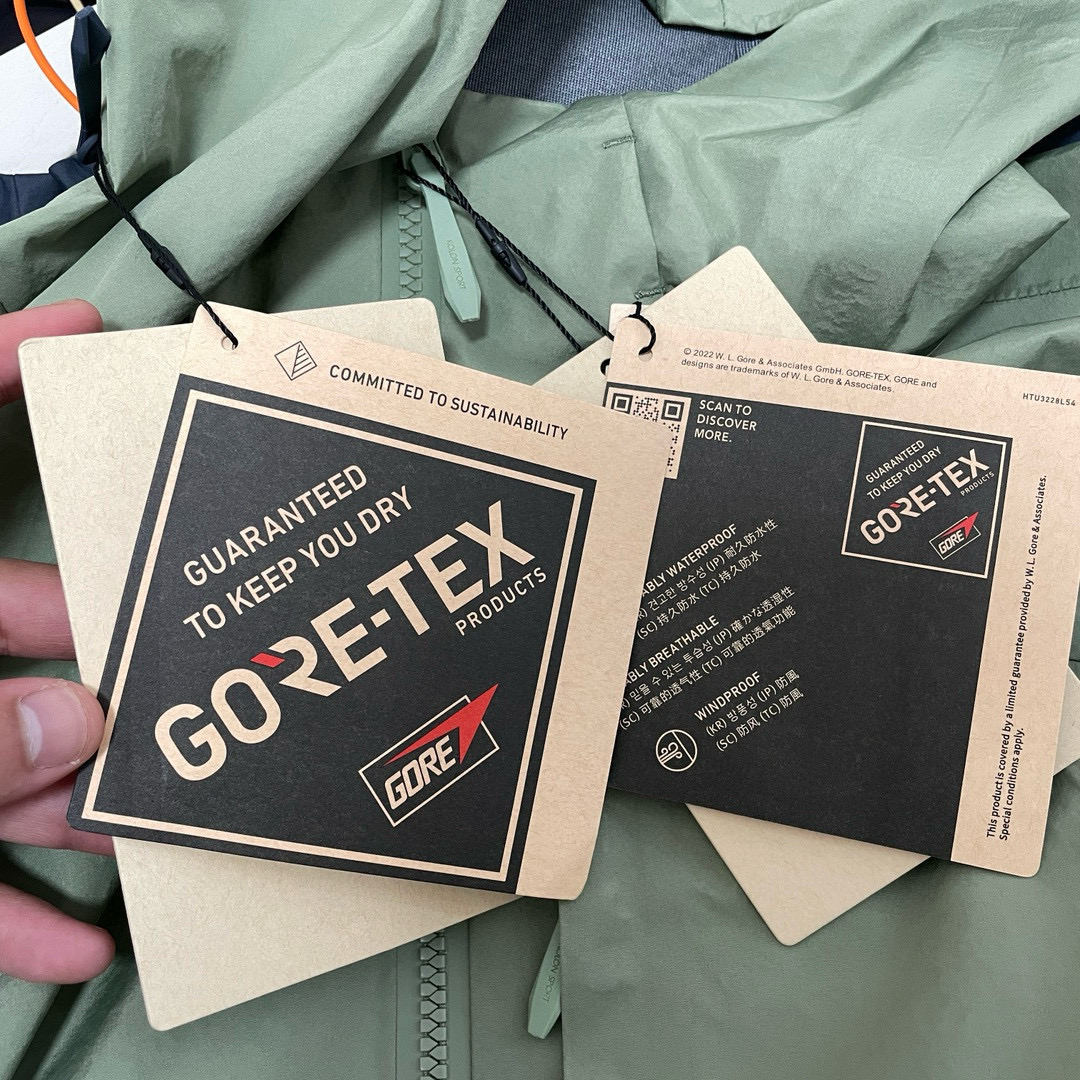 COMMITTED TO SUSTAINABILITY
GUARANTEED
TO KEEP YOU DRY
GORE-TEX
PRODUCTS
GORE
KOLON SPORT
© 2022 W. L. Gore & Associates GmbH. GORE-TEX, GORE and
designs are trademarks of W. L. Gore & Associates.
HTU3228L54
SCAN TO
DISCOVER
MORE.
GUARANTEED
TO KEEP YOU DRY
GORE-TEX
PRODUCTS
GORE
WATERPROOF
견고한 방수성 (JP) 耐久防水性
(SC) 持久防水 (TC) 持久防水
BREATHABLE
믿을 수 있는 투습성 (JP) 確かな透湿性
(SC) 可靠的透气性 (TC) 可靠的透氣功能
WINDPROOF
(KR) 방풍성 (JP) 防風
(SC) 防风 (TC) 防風
This product is covered by a limited guarantee provided by W. L. Gore & Associates.
Special conditions apply.
SPORT